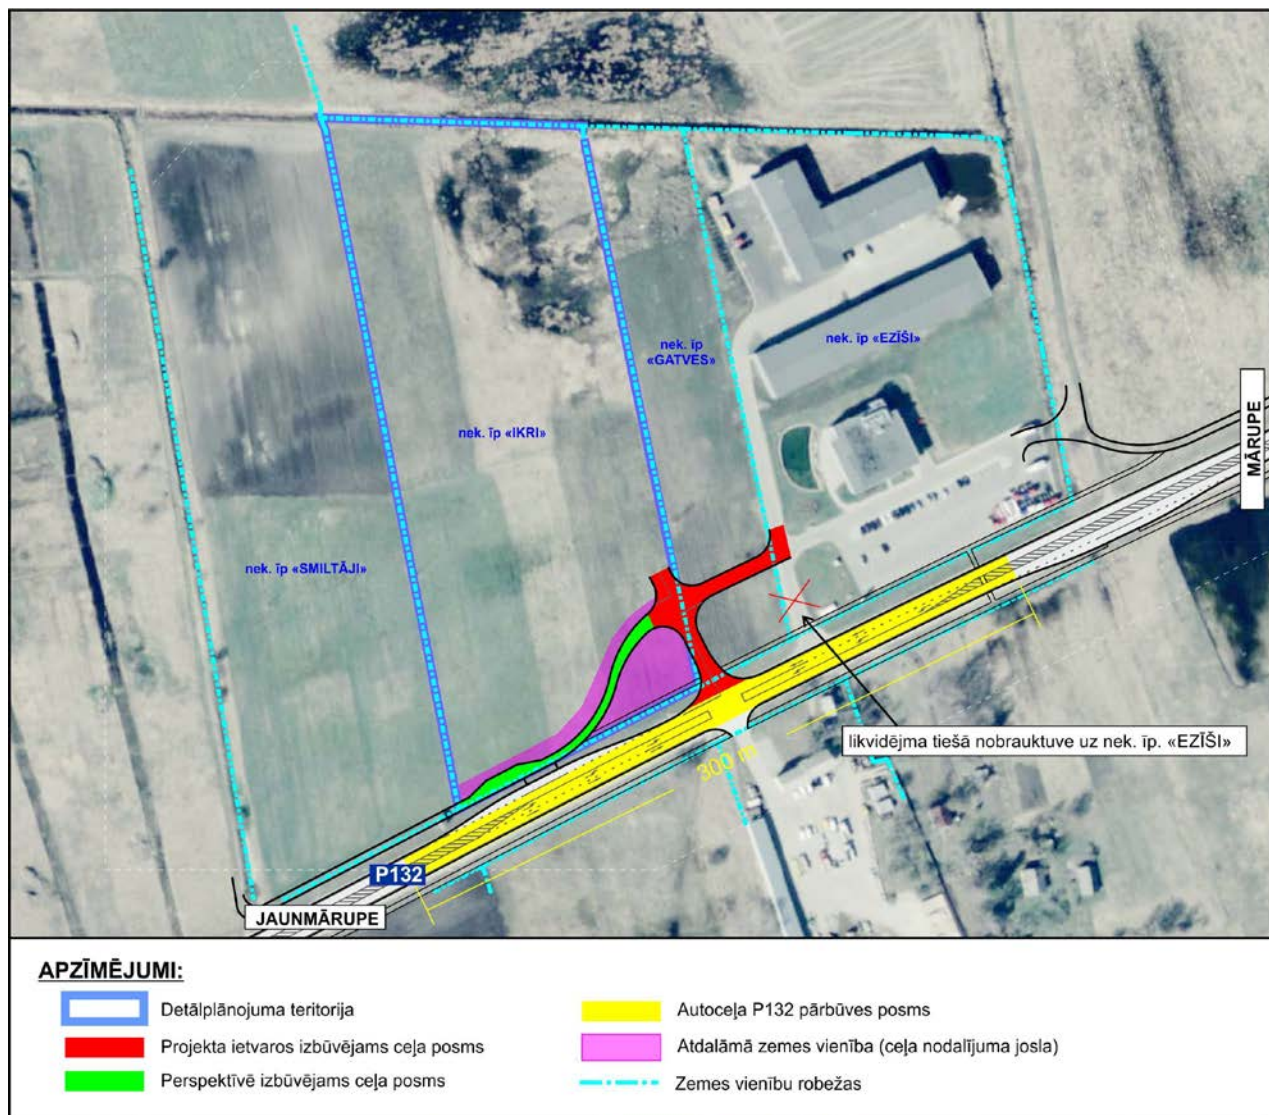 nek. īp
«GATVES»
nek. īp «EZĪŠI»
nek. īp «IKRI»
nek. īp «SMILTĀJI»
MĀRUPE
likvidējma tiešā nobrauktuve uz nek. īp. «EZĪŠI»
300 m
P132
JAUNMĀRUPE
APZĪMĒJUMI:
Detālplānojuma teritorija
Projekta ietvaros izbūvējams ceļa posms
Perspektīvē izbūvējams ceļa posms
Autoceļa P132 pārbūves posms
Atdalāmā zemes vienība (ceļa nodalījuma josla)
Zemes vienību robežas